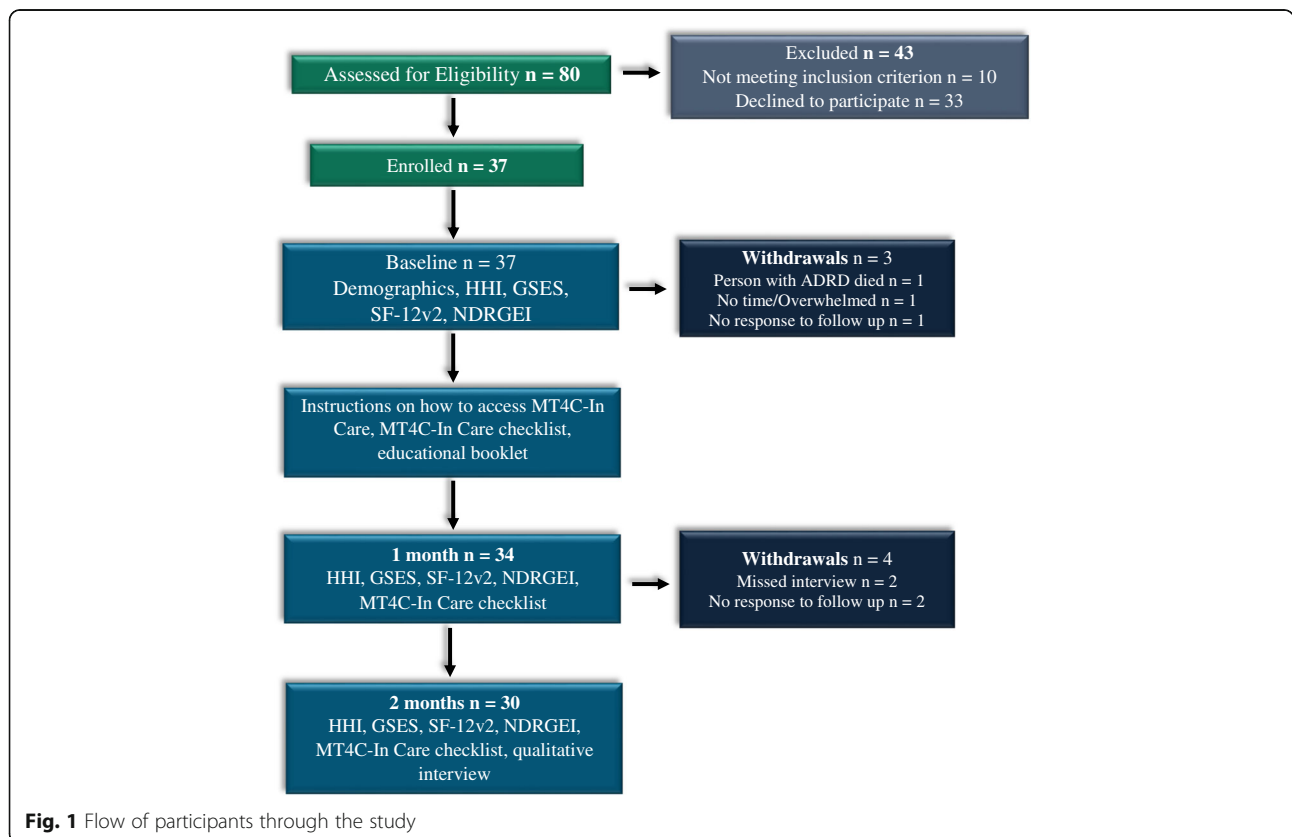 Assessed for Eligibility n = 80
Excluded n = 43
Not meeting inclusion criterion n = 10
Declined to participate n = 33
Enrolled n = 37
Baseline n = 37
Demographics, HHI, GSES,
SF-12v2, NDRGEI
Withdrawals n = 3
Person with ADRD died n = 1
No time/Overwhelmed n = 1
No response to follow up n = 1
Instructions on how to access MT4C-In
Care, MT4C-In Care checklist,
educational booklet
1 month n = 34
HHI, GSES, SF-12v2, NDRGEI,
MT4C-In Care checklist
Withdrawals n = 4
Missed interview n = 2
No response to follow up n = 2
2 months n = 30
HHI, GSES, SF-12v2, NDRGEI,
MT4C-In Care checklist, qualitative
interview
Fig. 1 Flow of participants through the study